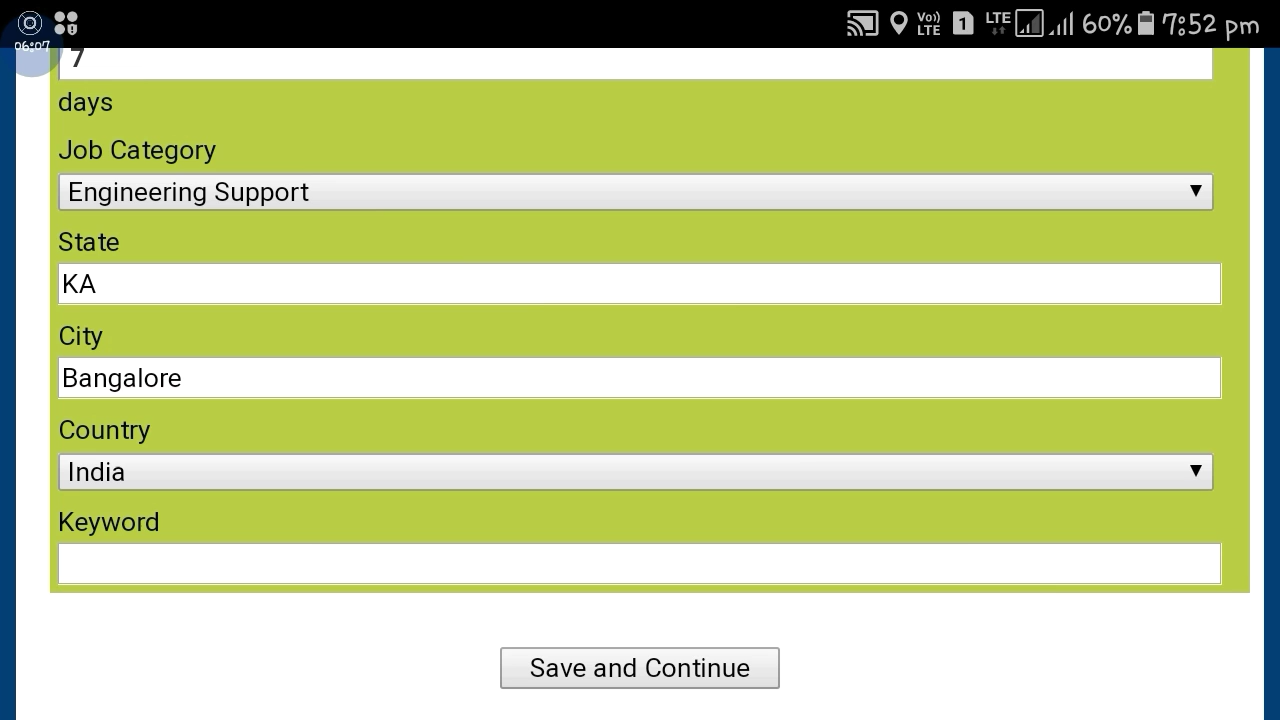 06:07
Vo))
LTE
1
LTE
60%
7:52 pm
7
days
Job Category
Engineering Support
State
KA
City
Bangalore
Country
India
Keyword
Save and Continue